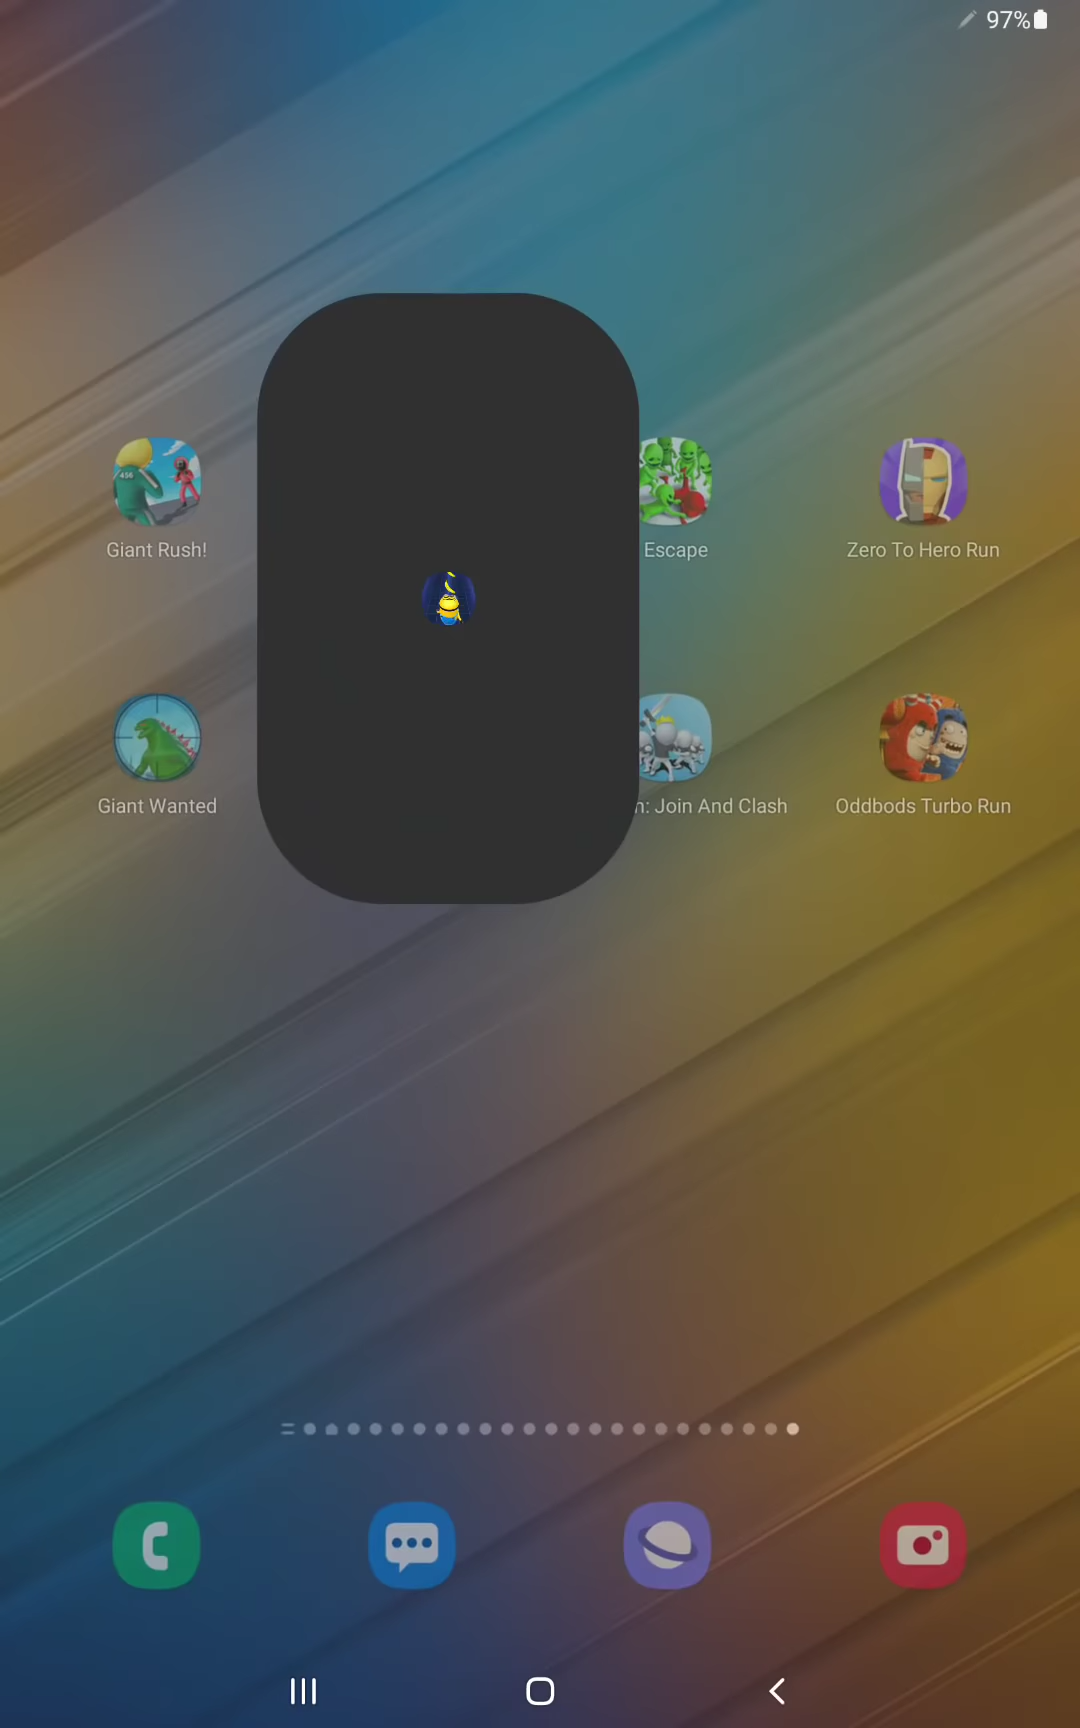 97%
Giant Rush!
Escape
Zero To Hero Run
Giant Wanted
n: Join And Clash
Oddbods Turbo Run